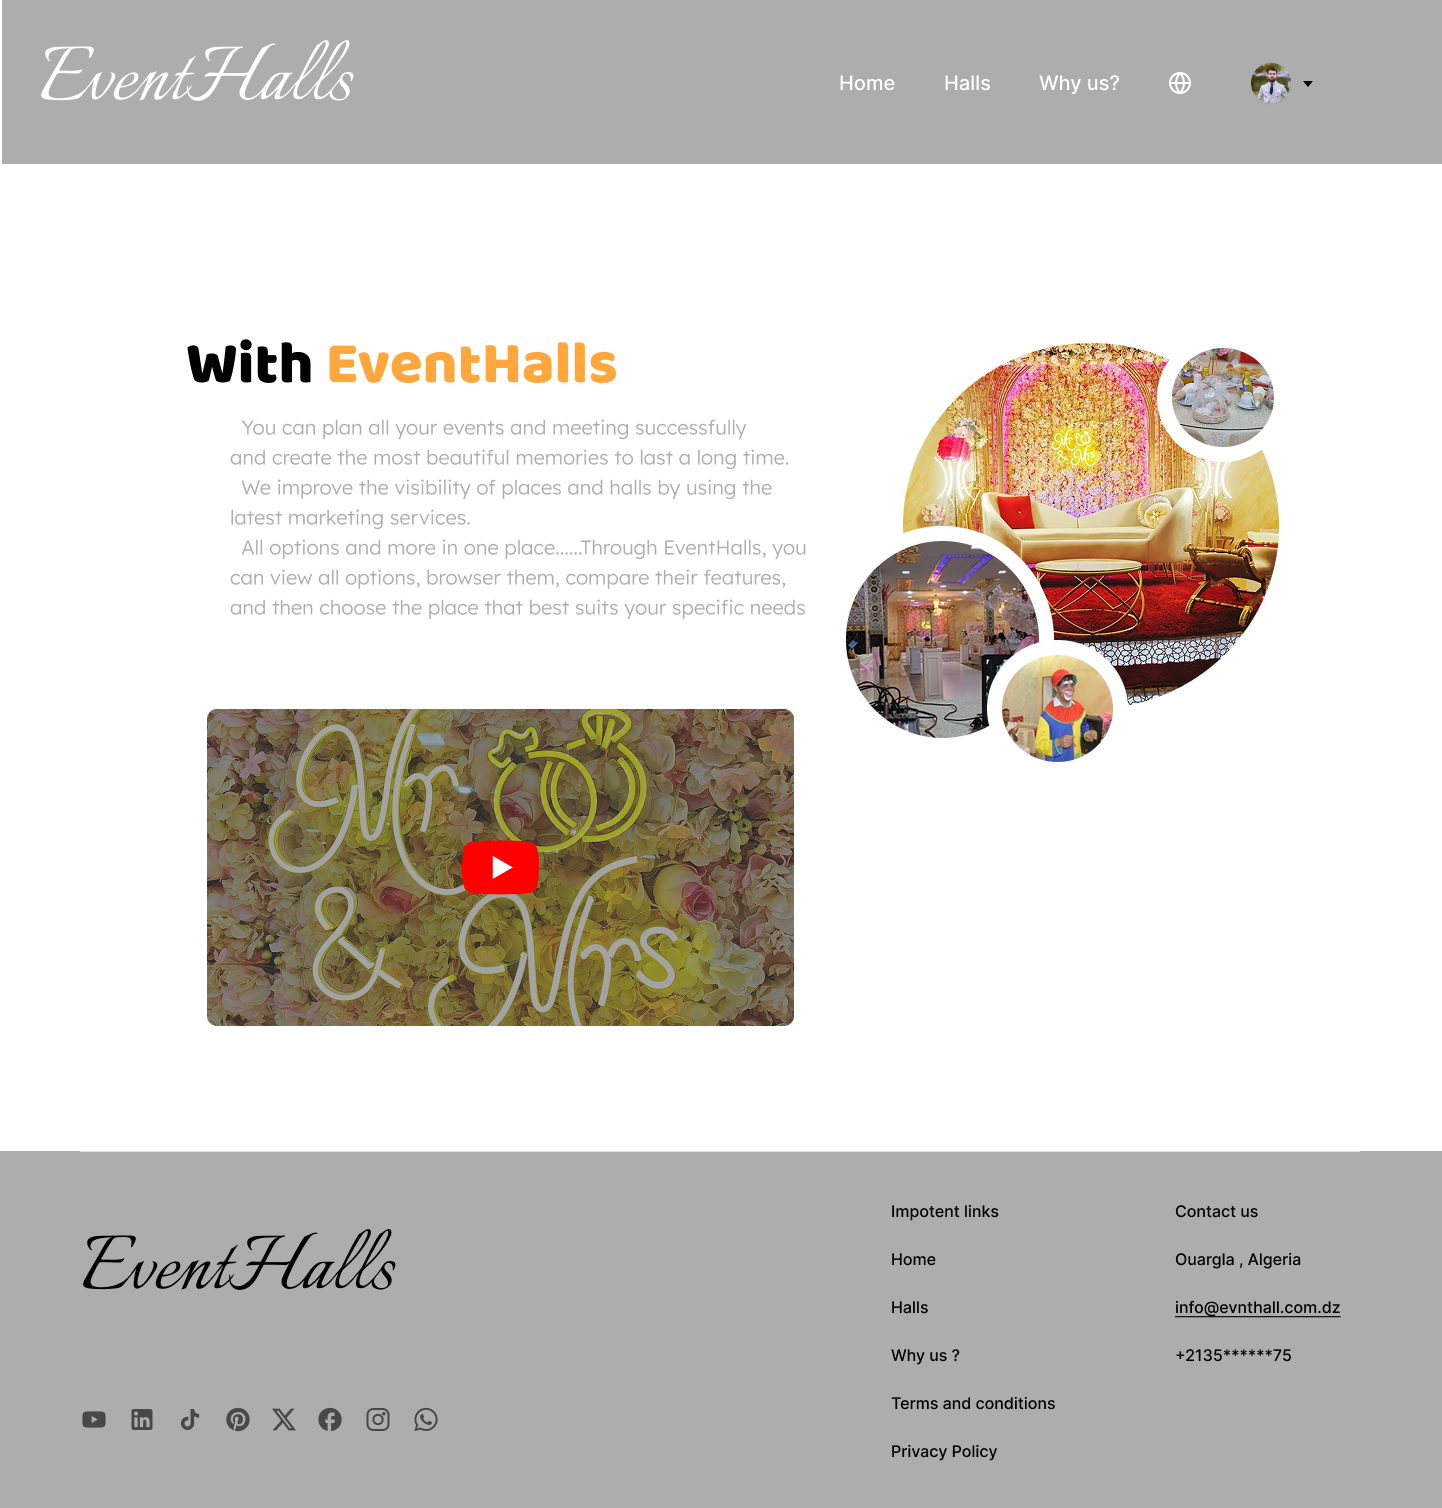 EventHalls
Home Halls Why us?
With EventHalls
You can plan all your events and meeting successfully
and create the most beautiful memories to last a long time.
We improve the visibility of places and halls by using the
latest marketing services.
All options and more in one place......Through EventHalls, you
can view all options, browser them, compare their features,
and then choose the place that best suits your specific needs
Mr
& Mrs
Mr
& Mrs
EventHalls
Impotent links
Home
Halls
Why us ?
Terms and conditions
Privacy Policy
Contact us
Ouargla , Algeria
info@evnthall.com.dz
+2135******75